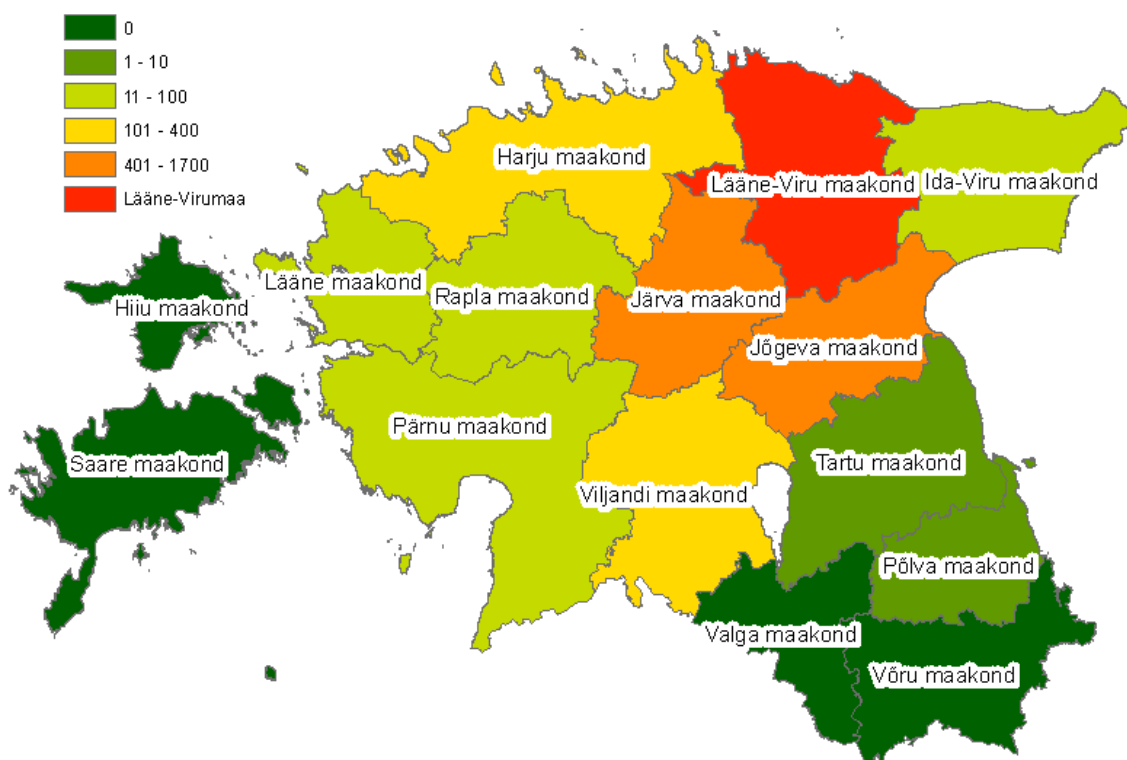 0
1 - 10
11 - 100
101 - 400
401 - 1700
Lääne-Virumaa
Harju maakond
Lääne-Viru maakond
Ida-Viru maakond
Lääne maakond
Rapla maakond
Järva maakond
Hiiu maakond
Jõgeva maakond
Pärnu maakond
Saare maakond
Tartu maakond
Viljandi maakond
Põlva maakond
Valga maakond
Võru maakond